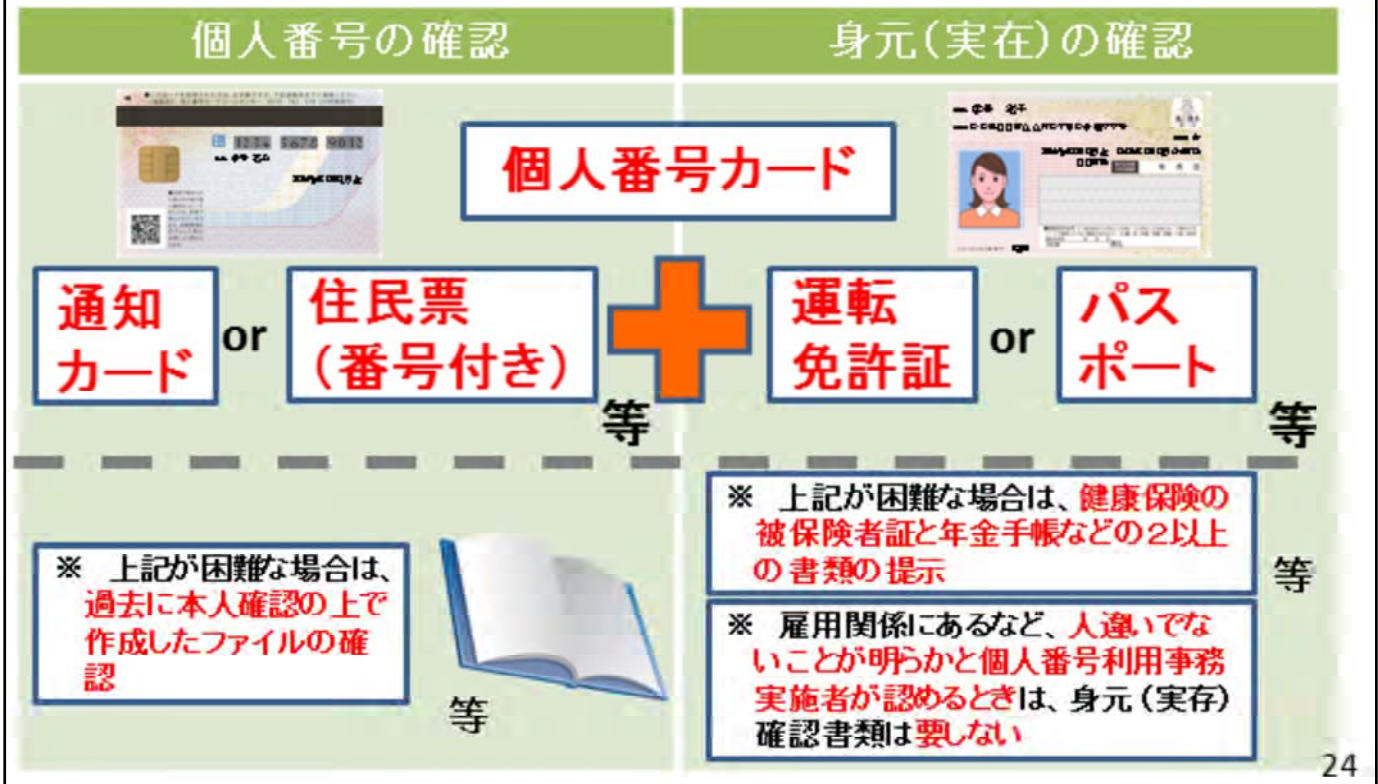 個人番号の確認
身元(実在)の確認
個人番号カード
通知
カード
or
住民票
(番号付き)
等
運転
免許証
or
パス
ポート
等
※ 上記が困難な場合は、
過去に本人確認の上で
作成したファイルの確
認
等
※ 上記が困難な場合は、健康保険の
被保険者証と年金手帳などの2以上
の書類の提示
等
※ 雇用関係にあるなど、人違いでな
いことが明らかと個人番号利用事務
実施者が認めるときは、身元(実存)
確認書類は要しない
24